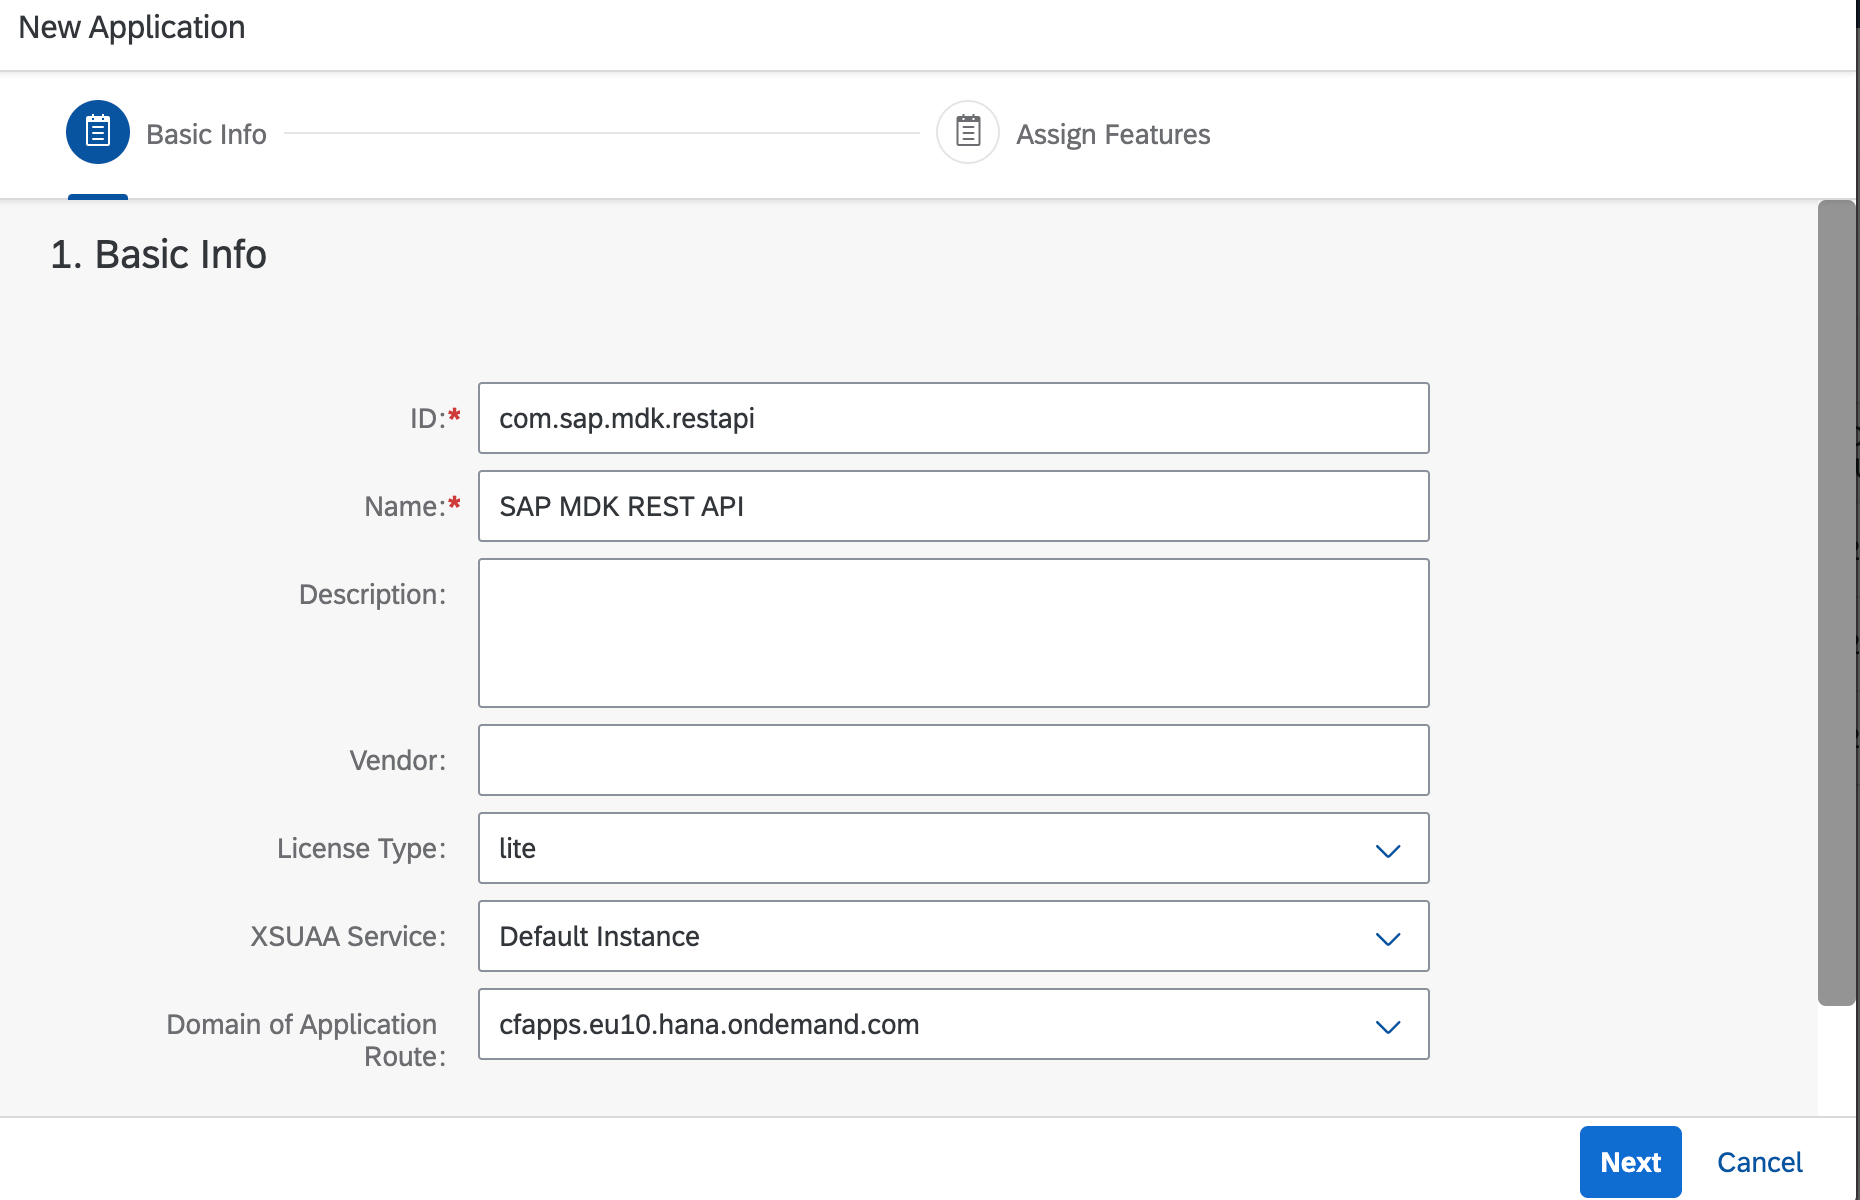 New Application
Basic Info
Assign Features
1. Basic Info
ID:*
com.sap.mdk.restapi
Name:*
SAP MDK REST API
Description:
Vendor:
License Type:
lite
XSUAA Service:
Default Instance
Domain of Application
Route:
cfapps.eu10.hana.ondemand.com
Next
Cancel